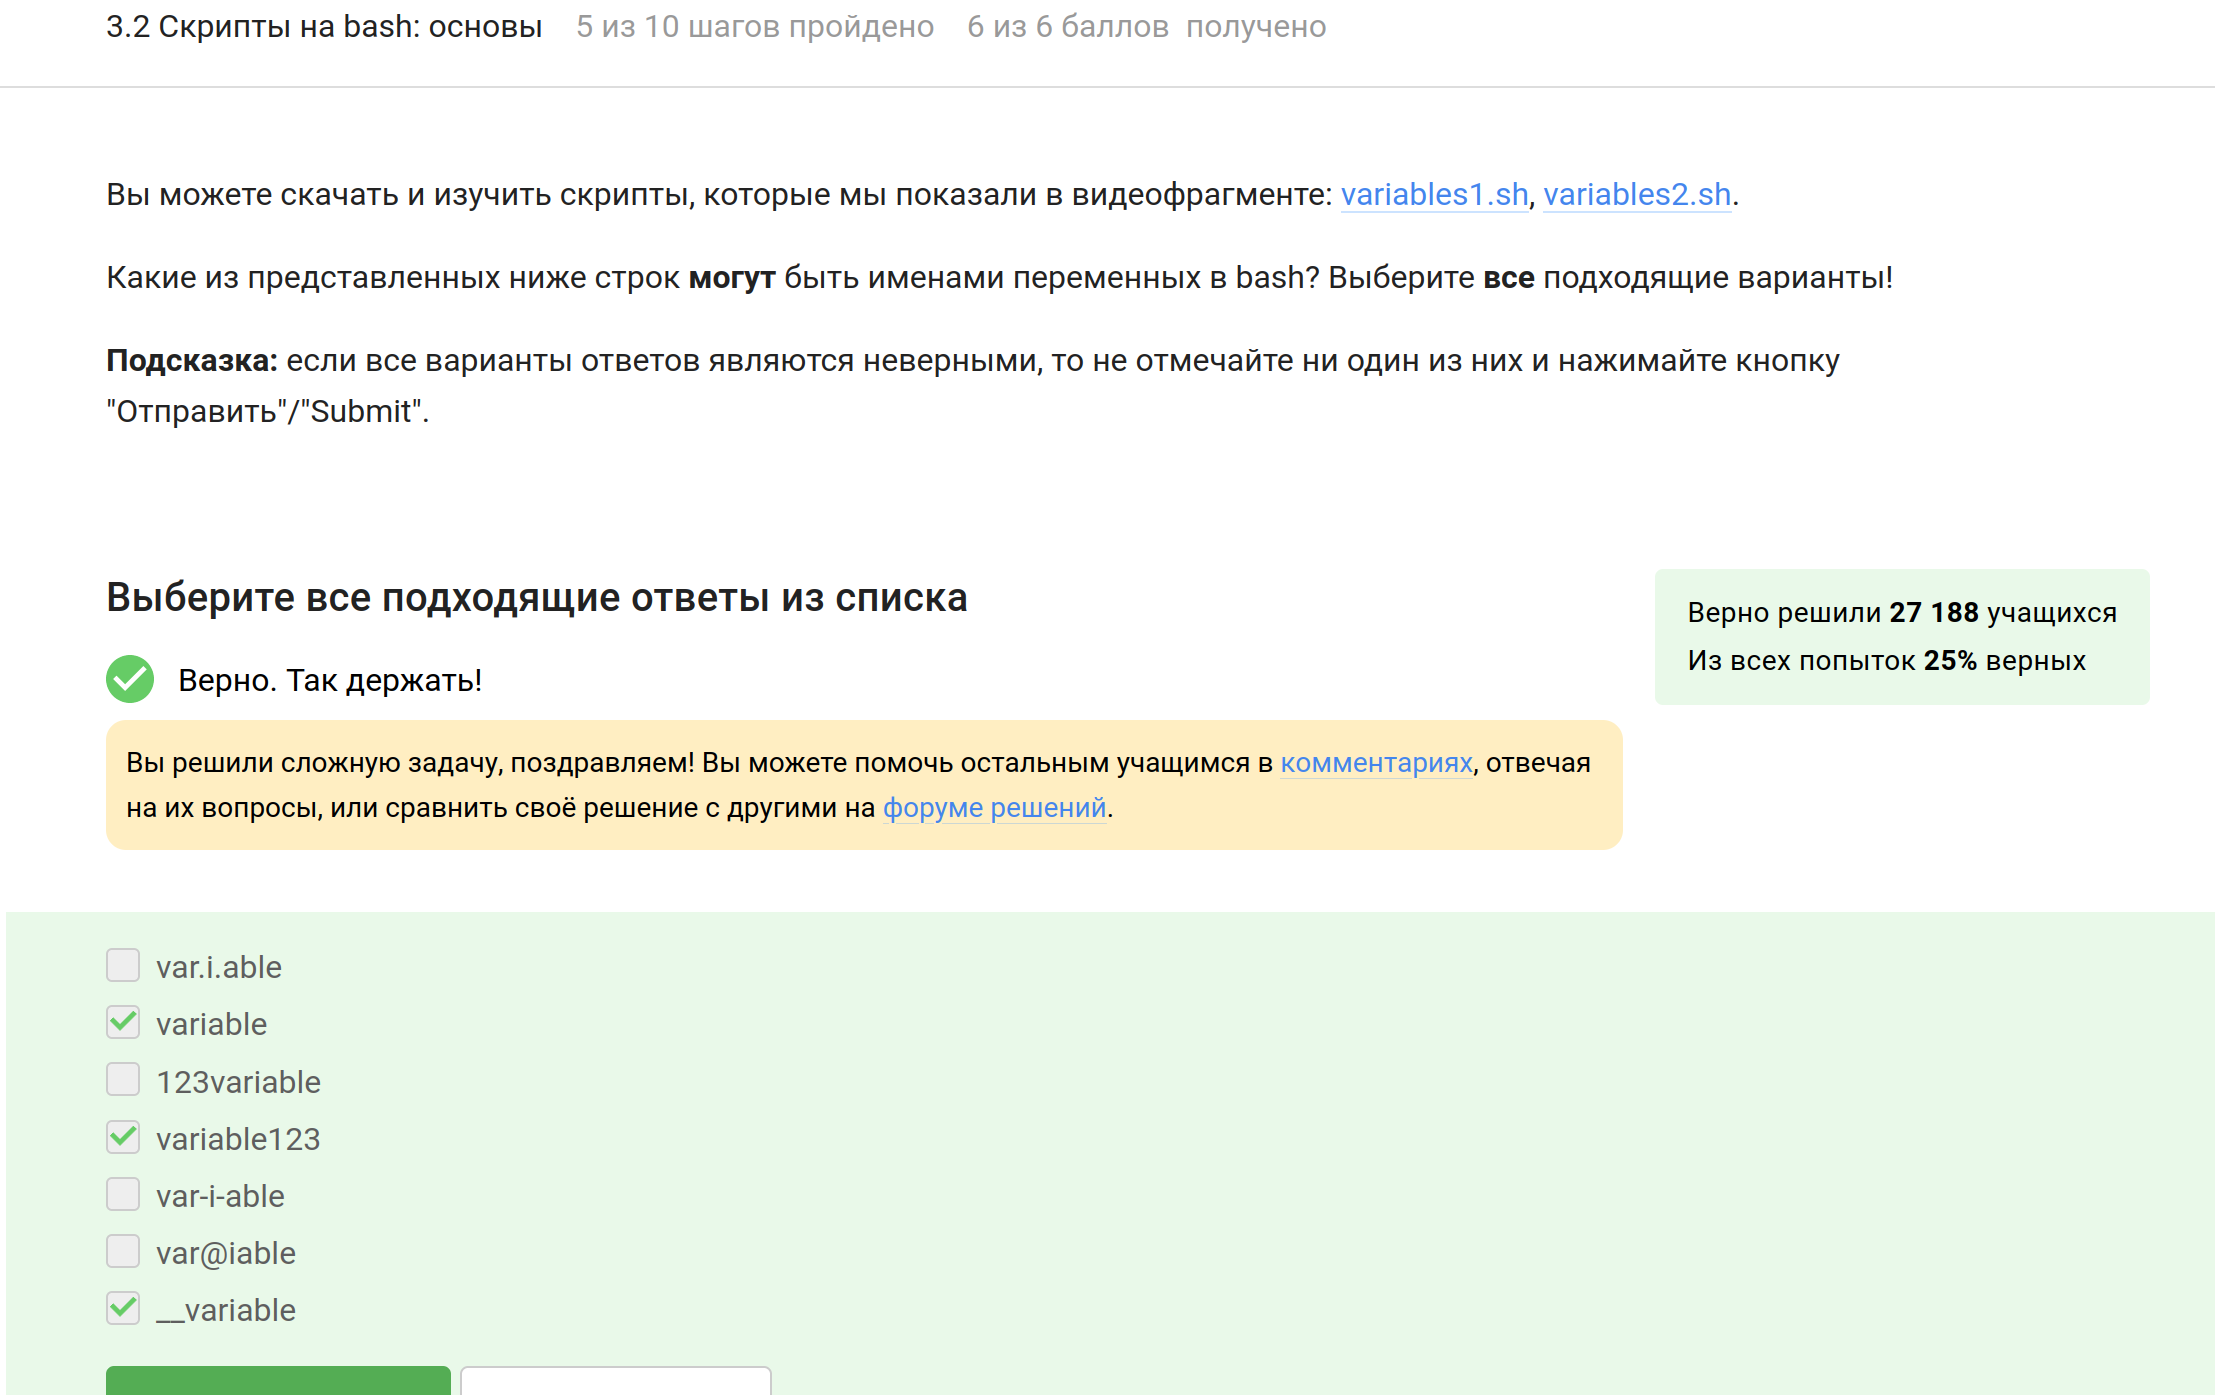 3.2 Скрипты на bash: основы 5 из 10 шагов пройдено 6 из 6 баллов получено
Вы можете скачать и изучить скрипты, которые мы показали в видеофрагменте: variables1.sh, variables2.sh.
Какие из представленных ниже строк могут быть именами переменных в bash? Выберите все подходящие варианты!
Подсказка: если все варианты ответов являются неверными, то не отмечайте ни один из них и нажимайте кнопку
"Отправить"/"Submit".
Выберите все подходящие ответы из списка
Верно решили 27 188 учащихся
Из всех попыток 25% верных
Верно. Так держать!
Вы решили сложную задачу, поздравляем! Вы можете помочь остальным учащимся в комментариях, отвечая
на их вопросы, или сравнить своё решение с другими на форуме решений.
var.i.able
variable
123variable
variable123
var-i-able
var@iable
__variable